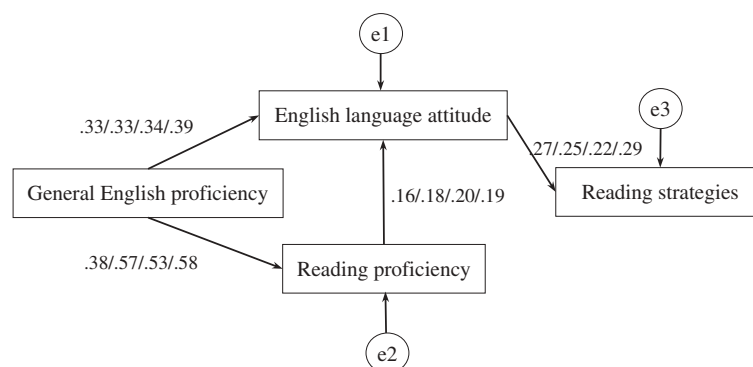 e1
English language attitude
e3
.33/.33/.34/.39
.27/.25/.22/.29
General English proficiency
.16/.18/.20/.19
Reading strategies
.38/.57/.53/.58
Reading proficiency
e2